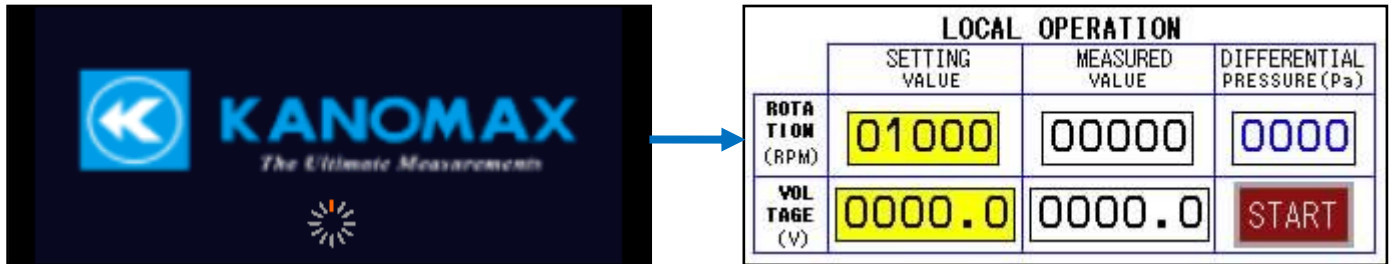 KANOMAX
The Ultimate Measurements
LOCAL OPERATION
SETTING VALUE
MEASURED VALUE
DIFFERENTIAL PRESSURE(Pa)
ROTA TION (RPM)
01000
00000
0000
VOL TAGE (V)
0000.0
0000.0
START